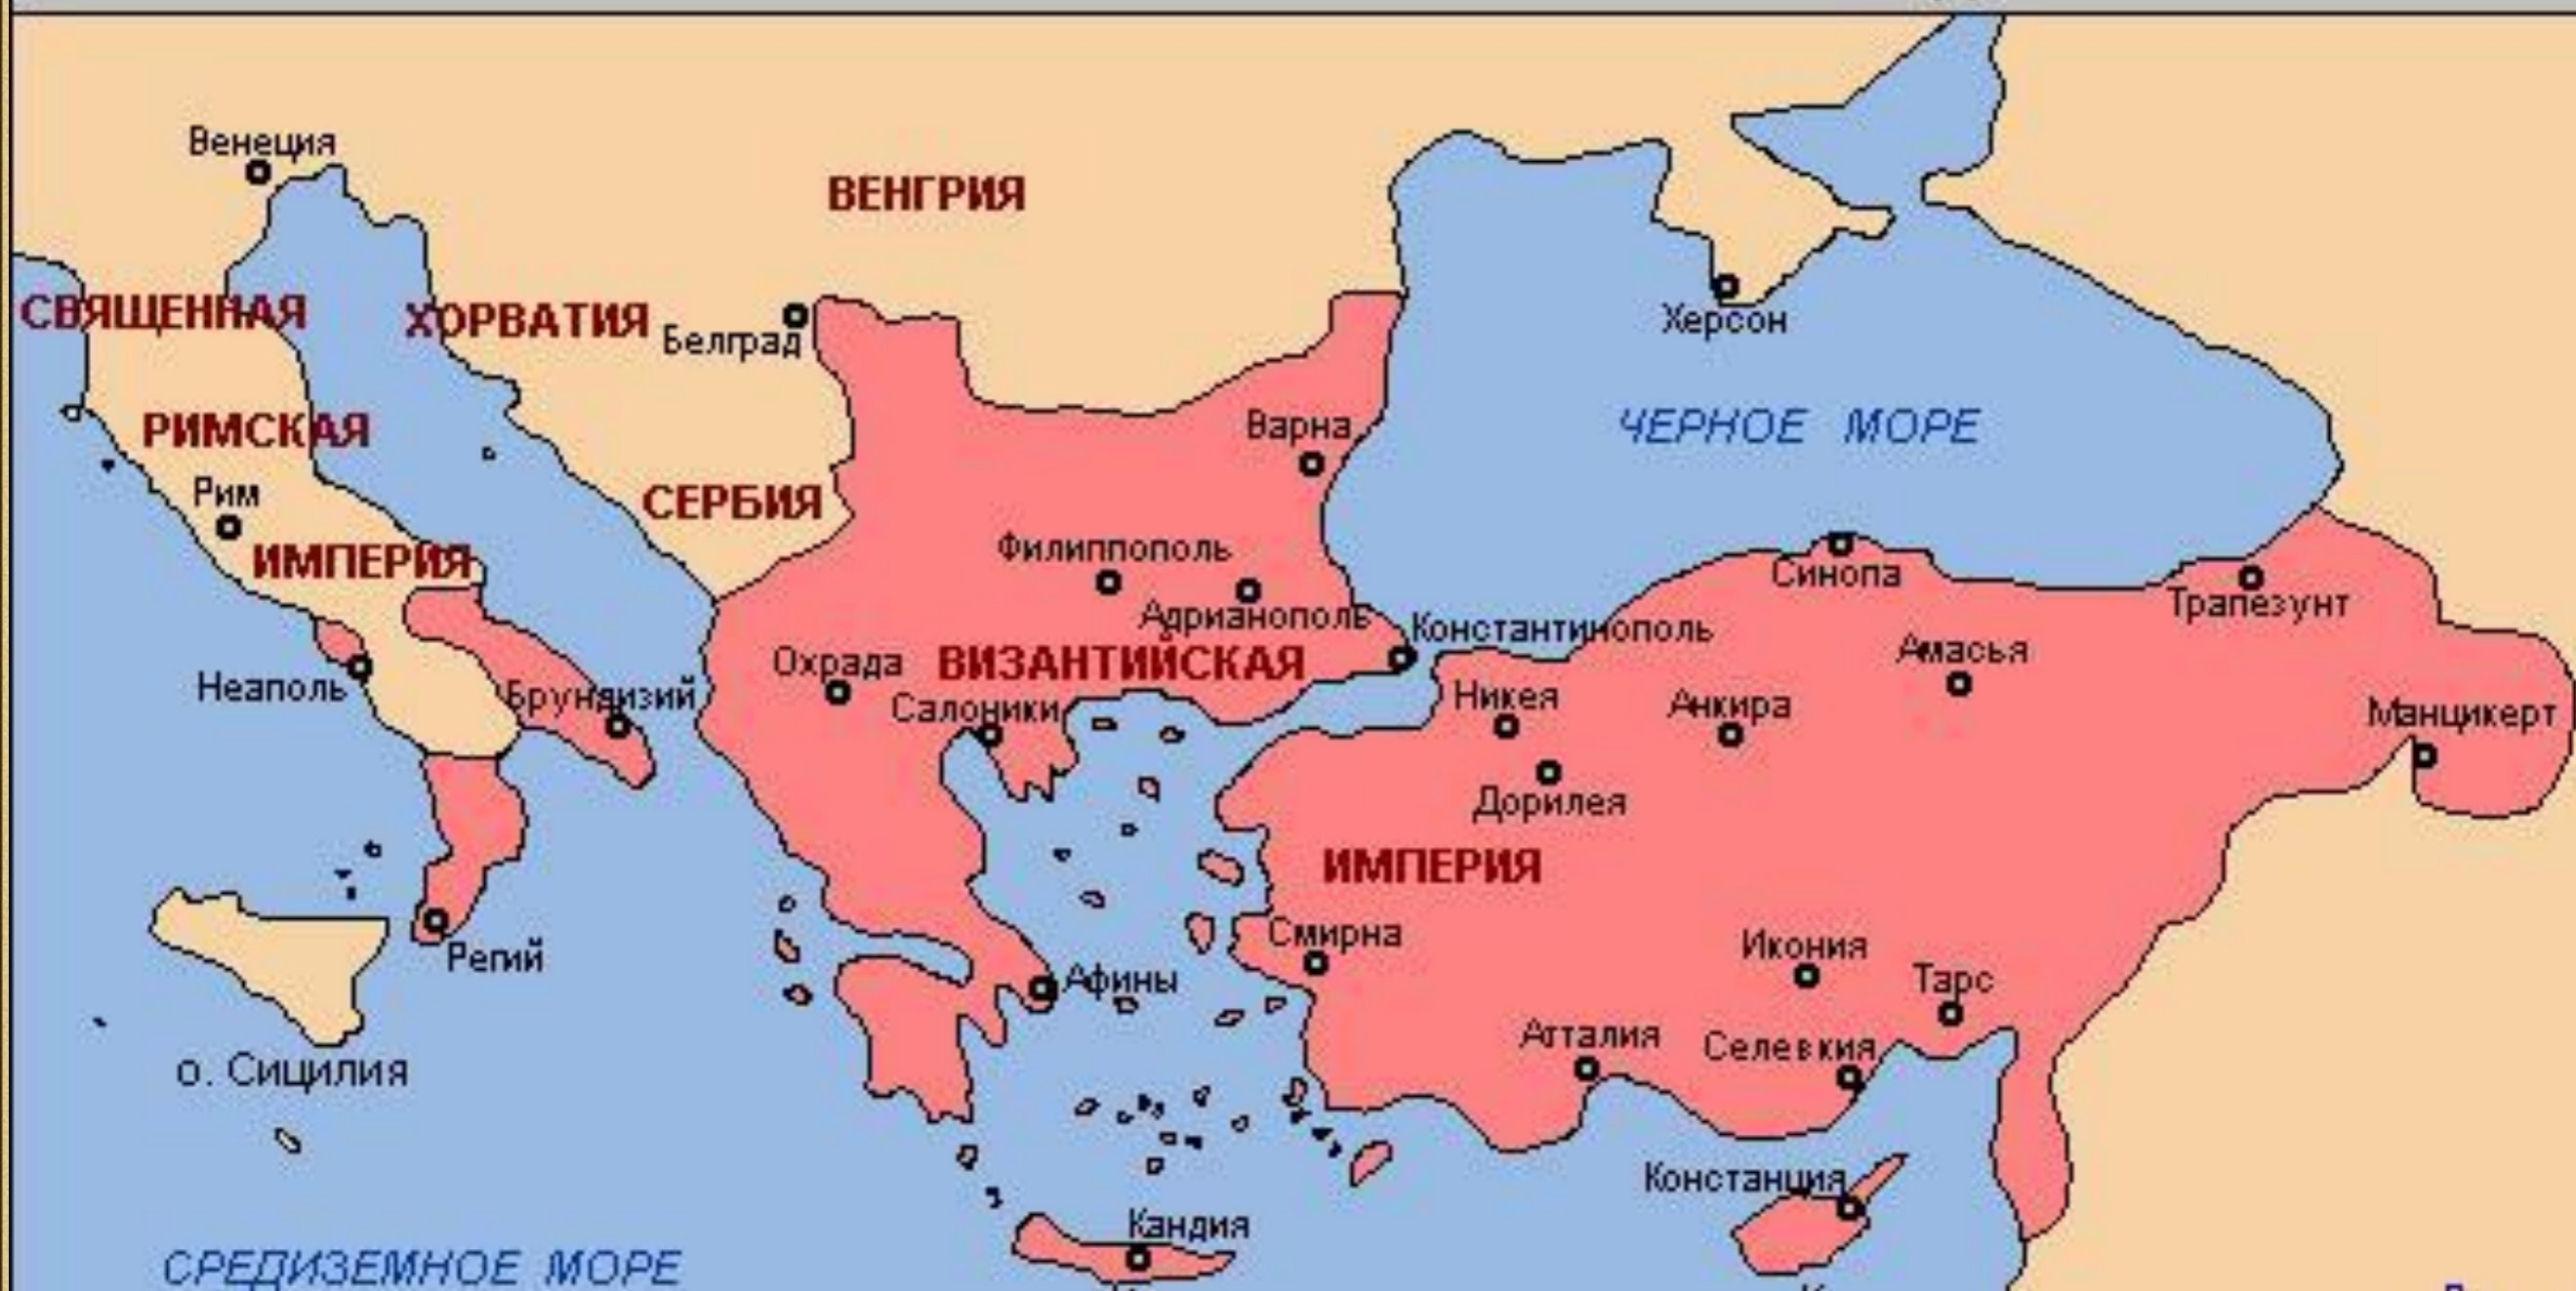 Венеция
ВЕНГРИЯ
СВЯЩЕННАЯ
ХОРВАТИЯ
Белград
Херсон
РИМСКАЯ
Варна
ЧЕРНОЕ МОРЕ
Рим
СЕРБИЯ
ИМПЕРИЯ
Филиппополь
Синопа
Адрианополь
Трапезунт
Константинополь
Охрада
ВИЗАНТИЙСКАЯ
Амасья
Неаполь
Брундизий
Салоники
Никея
Анкира
Манцикерт
Дорилея
ИМПЕРИЯ
Регий
Смирна
Икония
Афины
Тарс
Атталия
Селевкия
о. Сицилия
Констанция
Кандия
СРЕДИЗЕМНОЕ МОРЕ